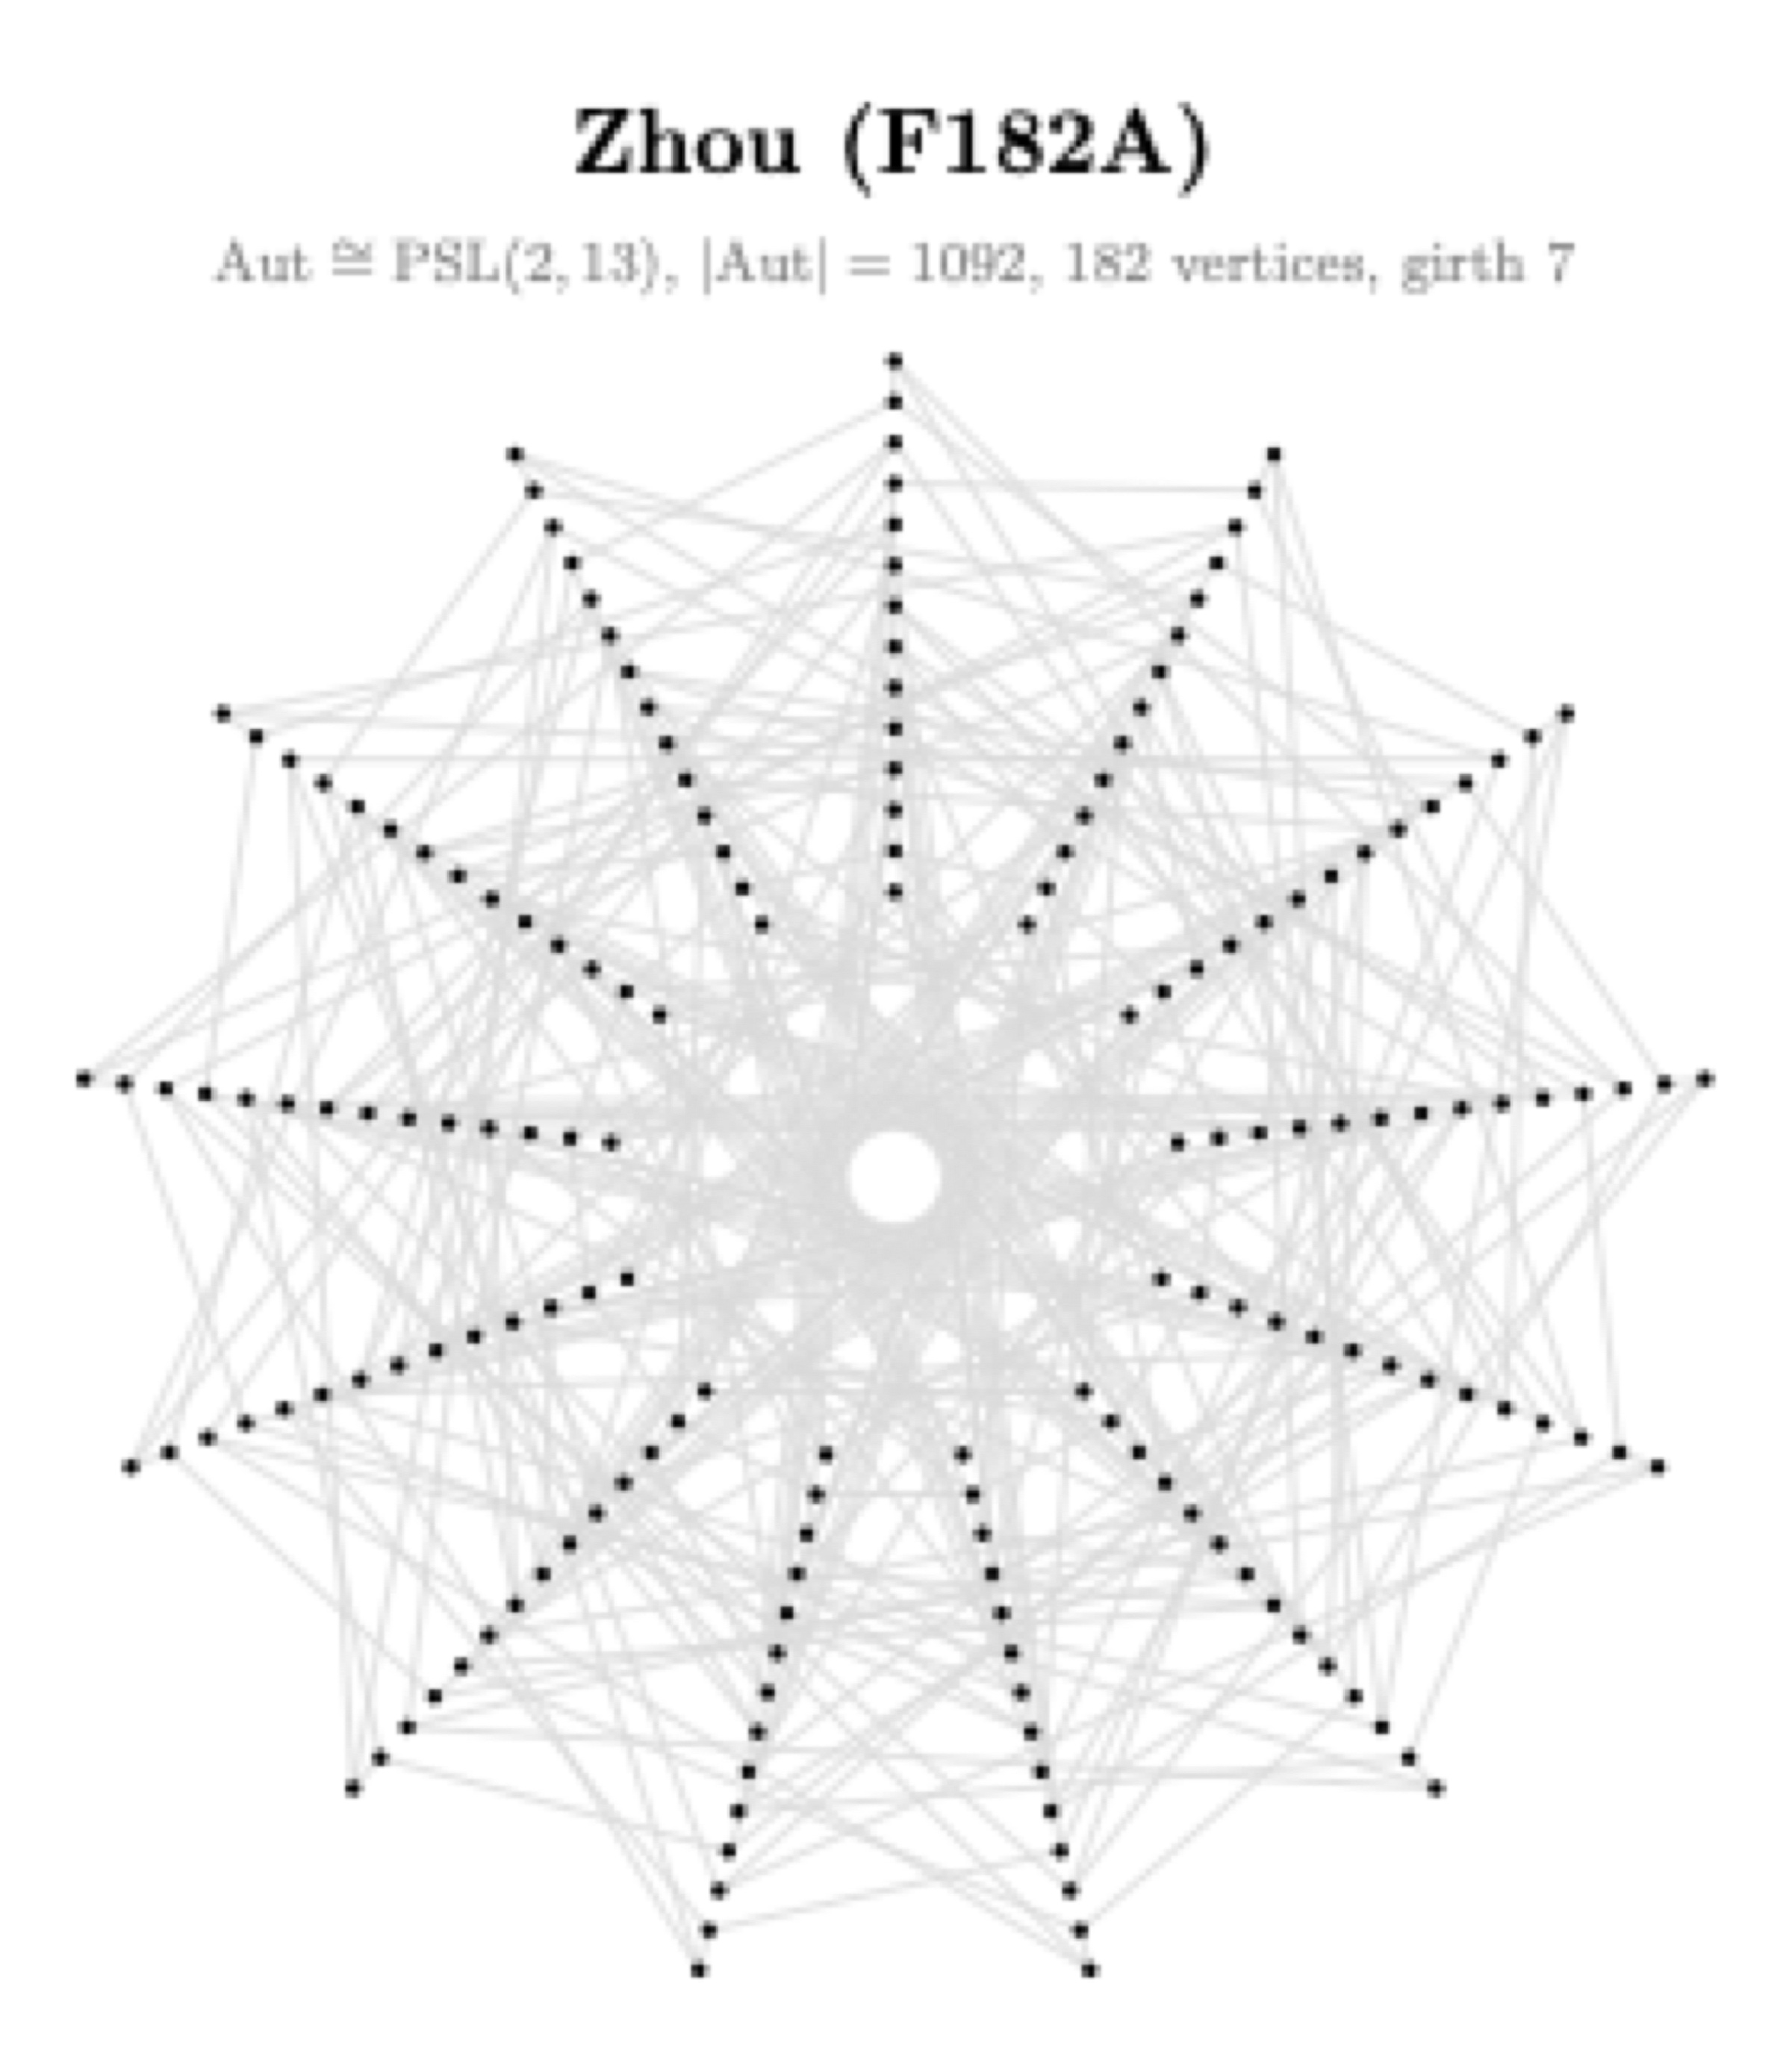 Zhou (F182A)
Aut ≅ PSL(2, 13), |Aut| = 1092, 182 vertices, girth 7